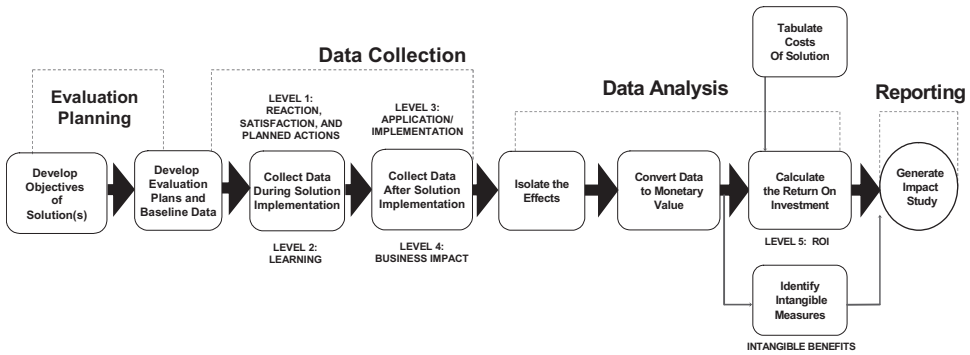 Tabulate
Costs
Of Solution
Data Collection
Evaluation
Planning
Data Analysis
Reporting
LEVEL 1:
REACTION,
SATISFACTION, AND
PLANNED ACTIONS
LEVEL 3:
APPLICATION/
IMPLEMENTATION
Develop
Objectives
of
Solution(s)
Develop
Evaluation
Plans and
Baseline Data
Collect Data
During Solution
Implementation
Collect Data
After Solution
Implementation
Isolate the
Effects
Convert Data
to Monetary
Value
Calculate
the Return On
Investment
Generate
Impact
Study
LEVEL 2:
LEARNING
LEVEL 4:
BUSINESS IMPACT
LEVEL 5: ROI
Identify
Intangible
Measures
INTANGIBLE BENEFITS